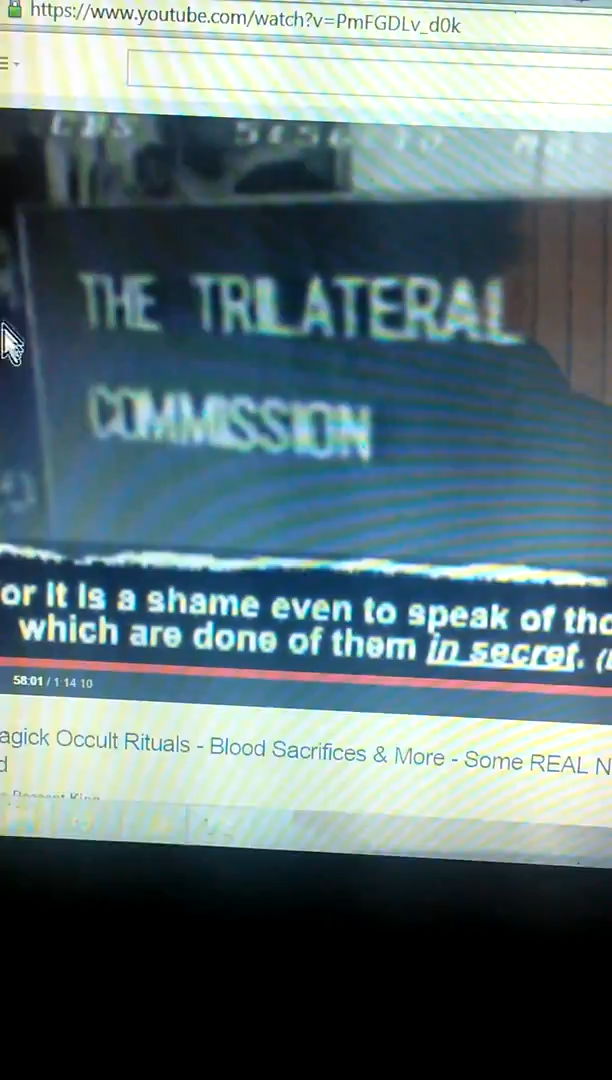 https://www.youtube.com/watch?v=PmFGDLv_d0k
THE TRILATERAL
COMMISSION
or it is a shame even to speak of tho
which are done of them in secret. (
58:01 / 1:14:10
agick Occult Rituals - Blood Sacrifices & More - Some REAL N
d